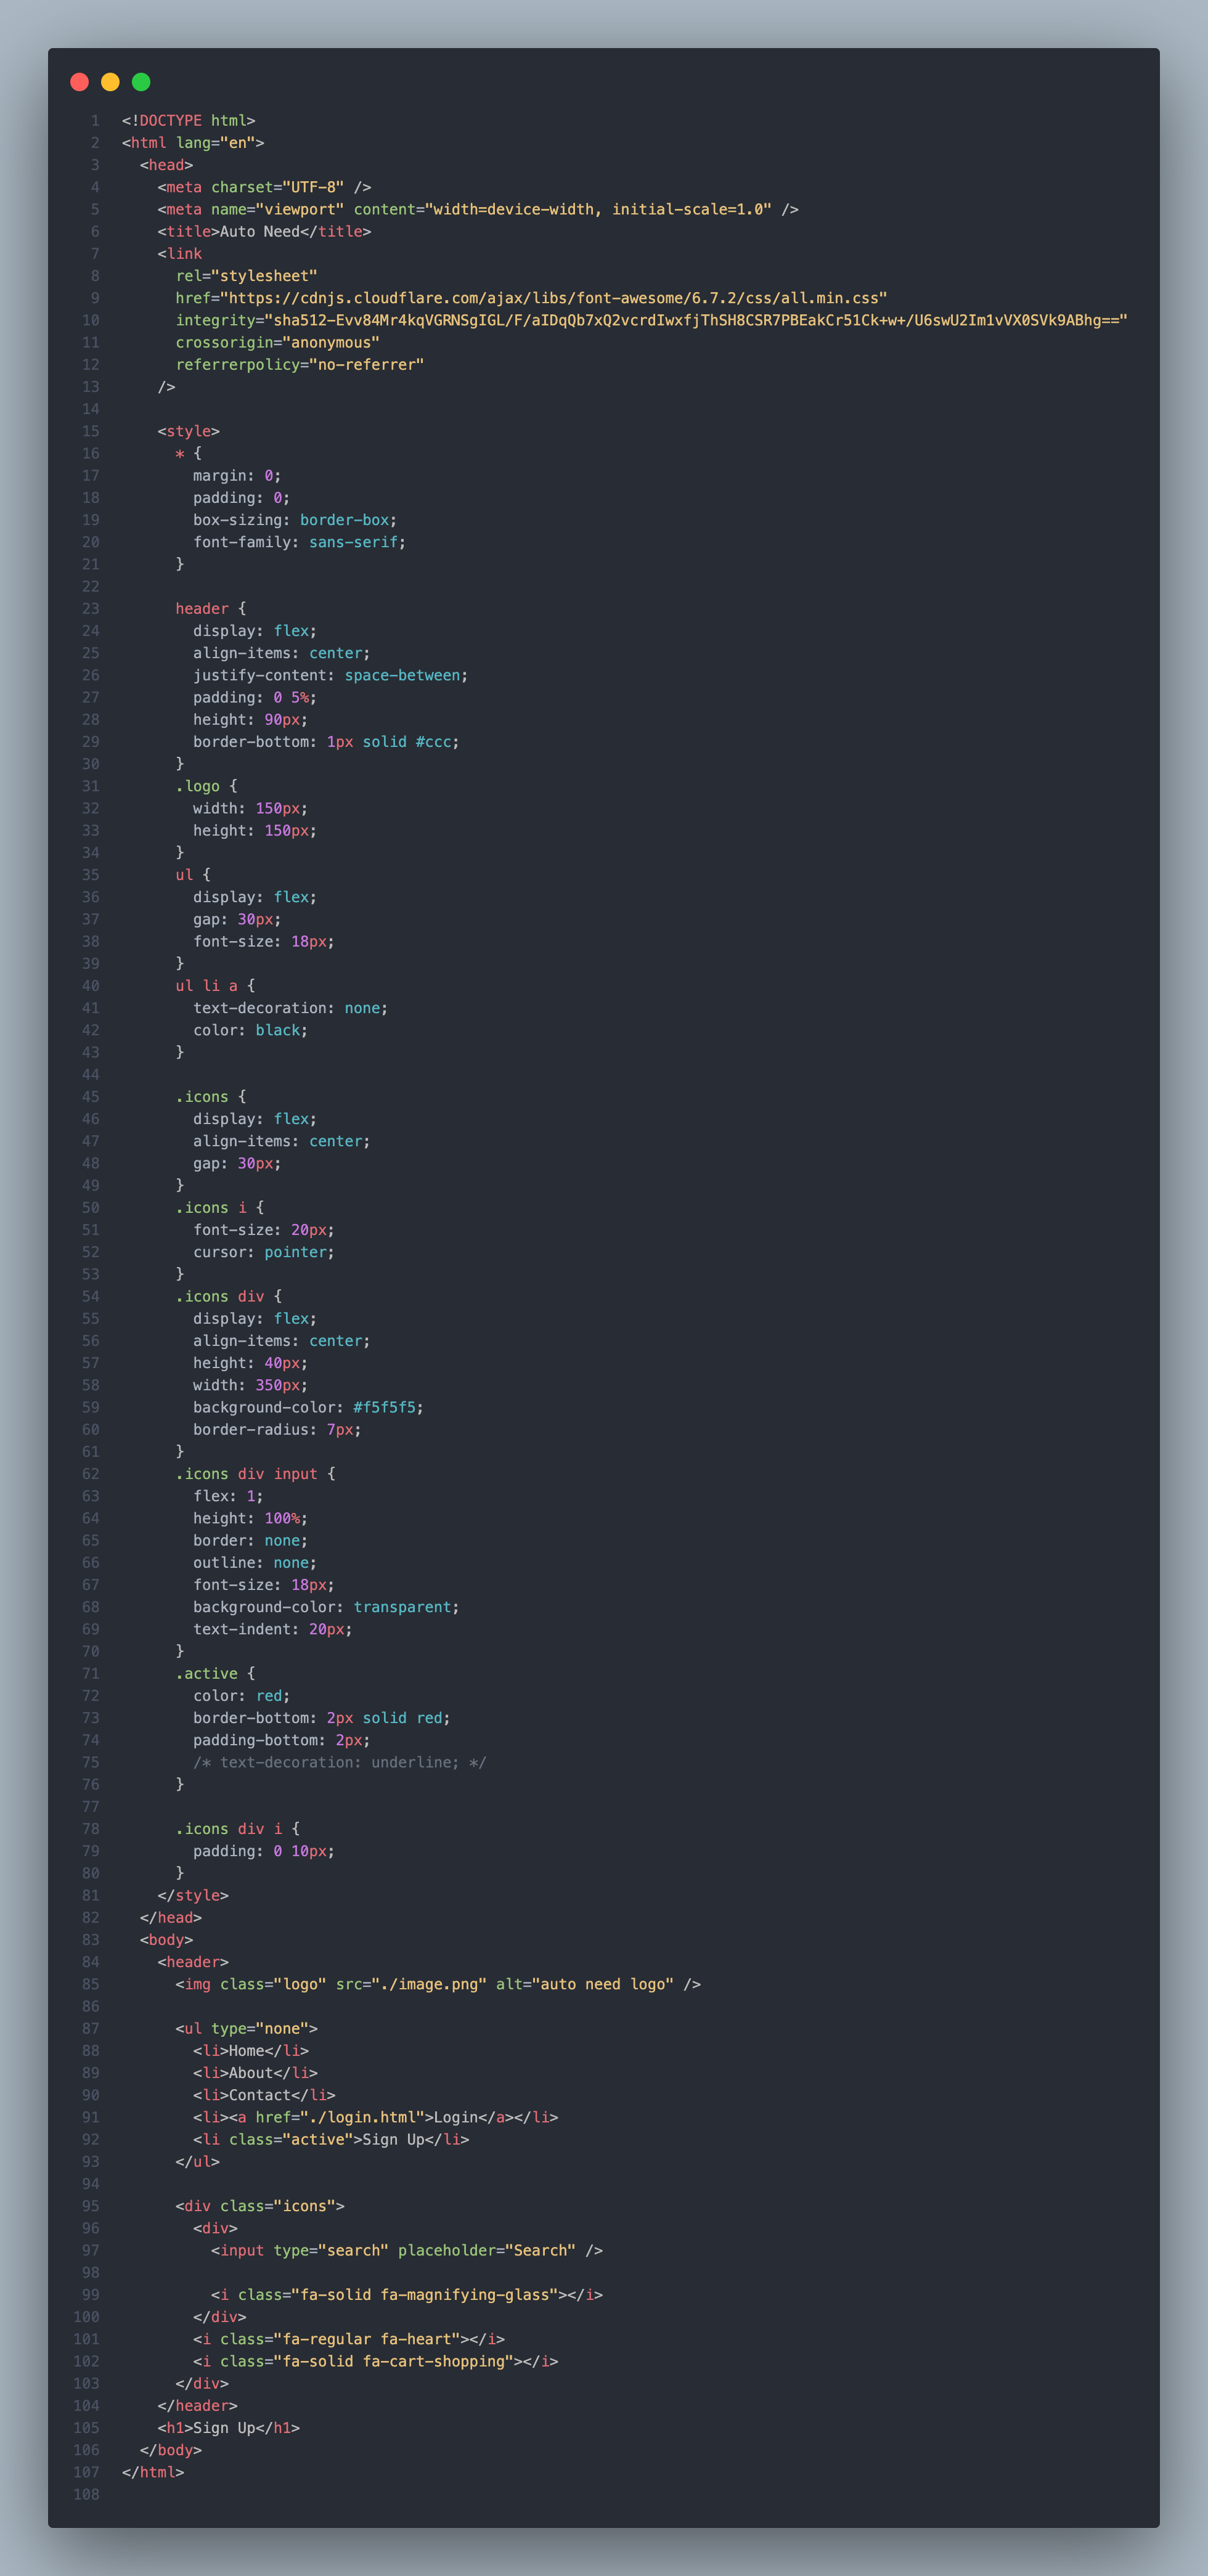 1 <!DOCTYPE html>
2 <html lang="en">
3   <head>
4     <meta charset="UTF-8" />
5     <meta name="viewport" content="width=device-width, initial-scale=1.0" />
6     <title>Auto Need</title>
7     <link
8       rel="stylesheet"
9       href="https://cdnjs.cloudflare.com/ajax/libs/font-awesome/6.7.2/css/all.min.css"
10       integrity="sha512-Evv84Mr4kqVGRNSgIGL/F/aIDqQb7xQ2vcrdIwxfjThSH8CSR7PBEakCr51Ck+w+/U6swU2Im1vVX0SVk9ABhg=="
11       crossorigin="anonymous"
12       referrerpolicy="no-referrer"
13     />
14
15     <style>
16       * {
17         margin: 0;
18         padding: 0;
19         box-sizing: border-box;
20         font-family: sans-serif;
21       }
22
23       header {
24         display: flex;
25         align-items: center;
26         justify-content: space-between;
27         padding: 0 5%;
28         height: 90px;
29         border-bottom: 1px solid #ccc;
30       }
31       .logo {
32         width: 150px;
33         height: 150px;
34       }
35       ul {
36         display: flex;
37         gap: 30px;
38         font-size: 18px;
39       }
40       ul li a {
41         text-decoration: none;
42         color: black;
43       }
44
45       .icons {
46         display: flex;
47         align-items: center;
48         gap: 30px;
49       }
50       .icons i {
51         font-size: 20px;
52         cursor: pointer;
53       }
54       .icons div {
55         display: flex;
56         align-items: center;
57         height: 40px;
58         width: 350px;
59         background-color: #f5f5f5;
60         border-radius: 7px;
61       }
62       .icons div input {
63         flex: 1;
64         height: 100%;
65         border: none;
66         outline: none;
67         font-size: 18px;
68         background-color: transparent;
69         text-indent: 20px;
70       }
71       .active {
72         color: red;
73         border-bottom: 2px solid red;
74         padding-bottom: 2px;
75         /* text-decoration: underline; */
76       }
77
78       .icons div i {
79         padding: 0 10px;
80       }
81     </style>
82   </head>
83   <body>
84     <header>
85       <img class="logo" src="./image.png" alt="auto need logo" />
86
87       <ul type="none">
88         <li>Home</li>
89         <li>About</li>
90         <li>Contact</li>
91         <li><a href="./login.html">Login</a></li>
92         <li class="active">Sign Up</li>
93       </ul>
94
95       <div class="icons">
96         <div>
97           <input type="search" placeholder="Search" />
98
99           <i class="fa-solid fa-magnifying-glass"></i>
100         </div>
101         <i class="fa-regular fa-heart"></i>
102         <i class="fa-solid fa-cart-shopping"></i>
103       </div>
104     </header>
105     <h1>Sign Up</h1>
106   </body>
107 </html>
108